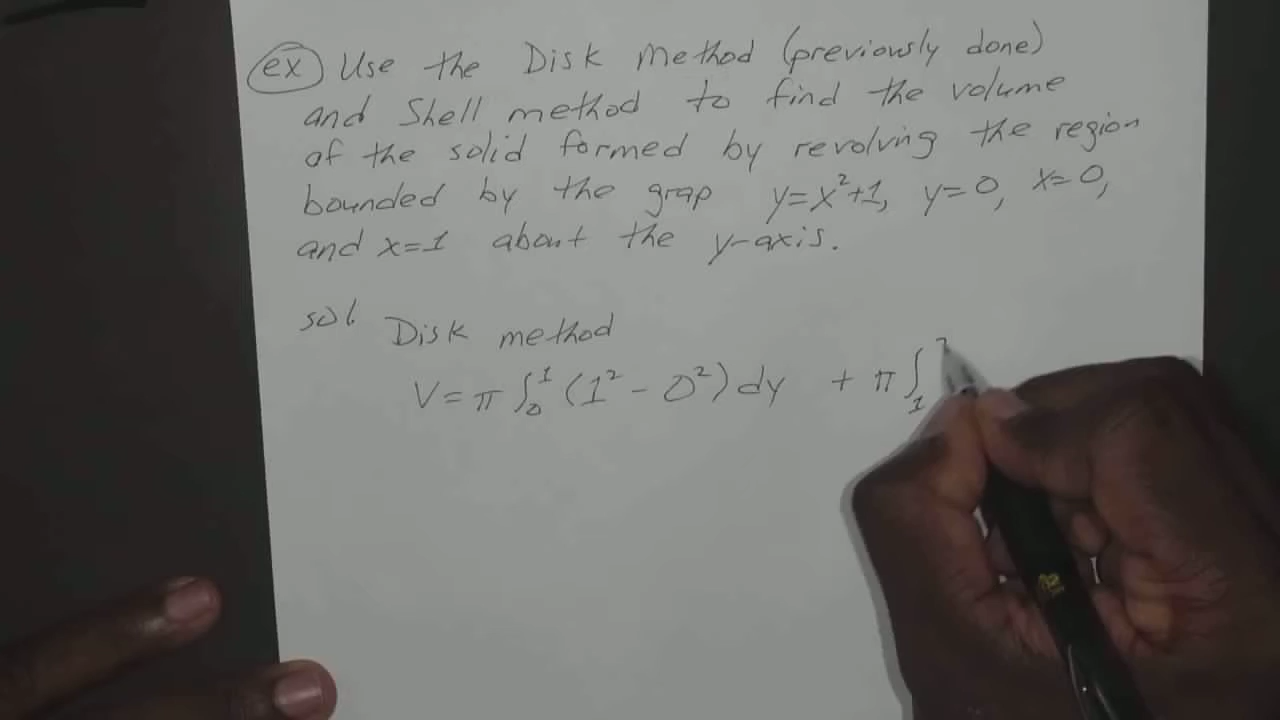 ex Use the Disk Method (previously done)
and Shell method to find the volume
of the solid formed by revolving the region
bounded by the grap y=x²+1, y=0, x=0,
and x=1 about the y-axis.
sol. Disk method
V=π∫₀¹(1²-0²)dy + π∫₁